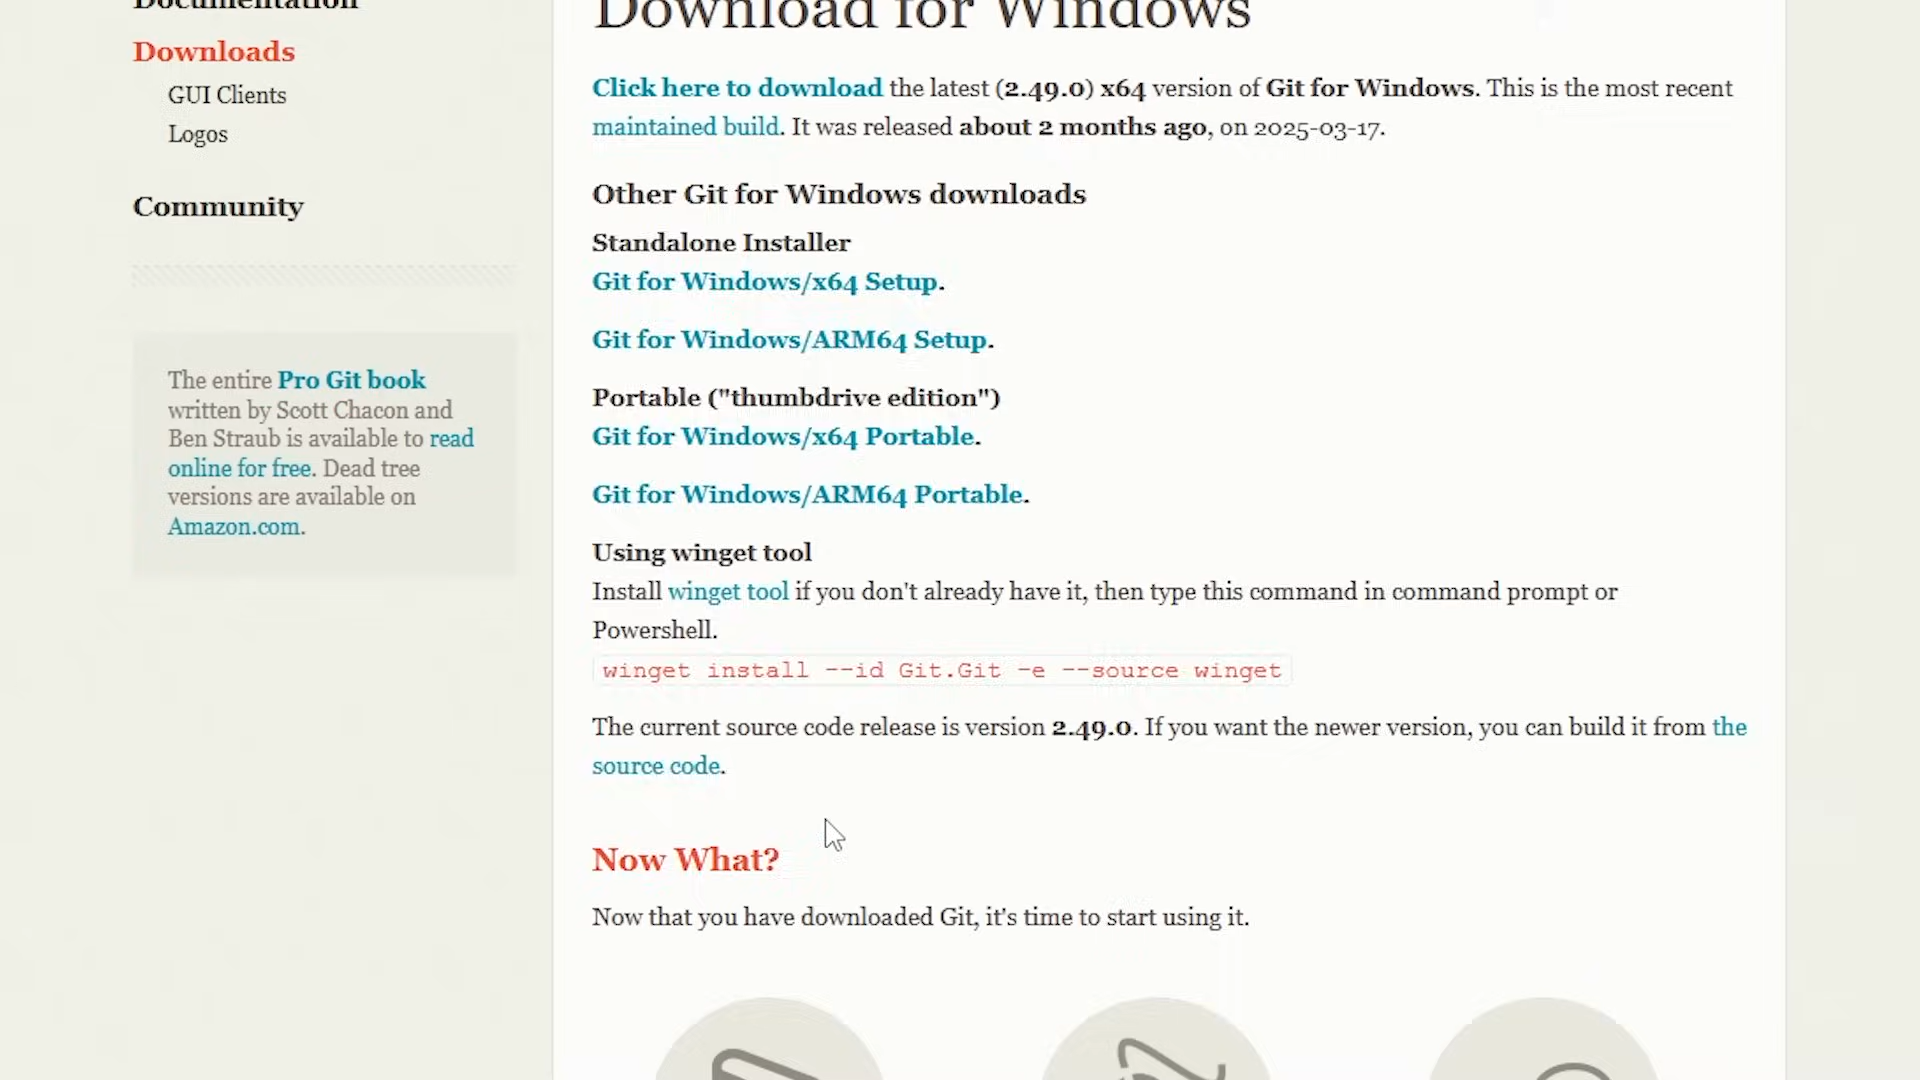 Documentation
Downloads
GUI Clients
Logos
Community
The entire Pro Git book
written by Scott Chacon and
Ben Straub is available to read
online for free. Dead tree
versions are available on
Amazon.com.
Download for Windows
Click here to download the latest (2.49.0) x64 version of Git for Windows. This is the most recent
maintained build. It was released about 2 months ago, on 2025-03-17.
Other Git for Windows downloads
Standalone Installer
Git for Windows/x64 Setup.
Git for Windows/ARM64 Setup.
Portable ("thumbdrive edition")
Git for Windows/x64 Portable.
Git for Windows/ARM64 Portable.
Using winget tool
Install winget tool if you don't already have it, then type this command in command prompt or
Powershell.
winget install --id Git.Git -e --source winget
The current source code release is version 2.49.0. If you want the newer version, you can build it from the
source code.
Now What?
Now that you have downloaded Git, it's time to start using it.